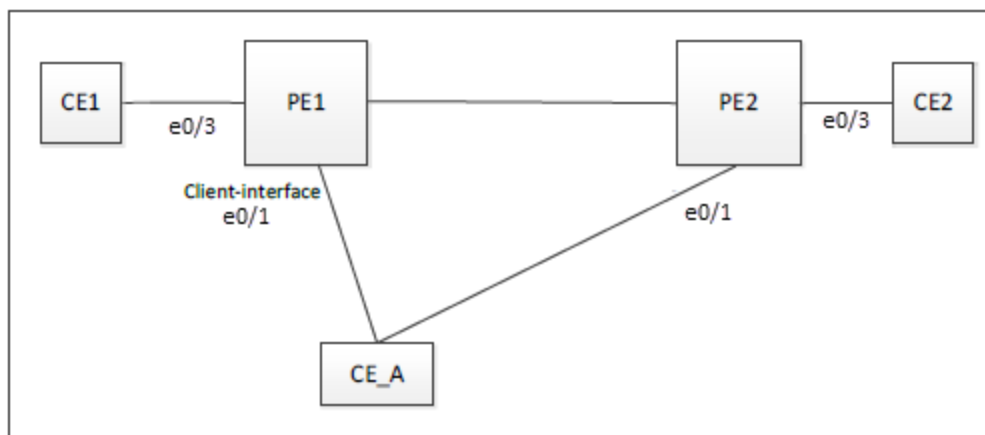 CE1
PE1
PE2
CE2
e0/3
e0/3
Client-interface
e0/1
e0/1
CE_A